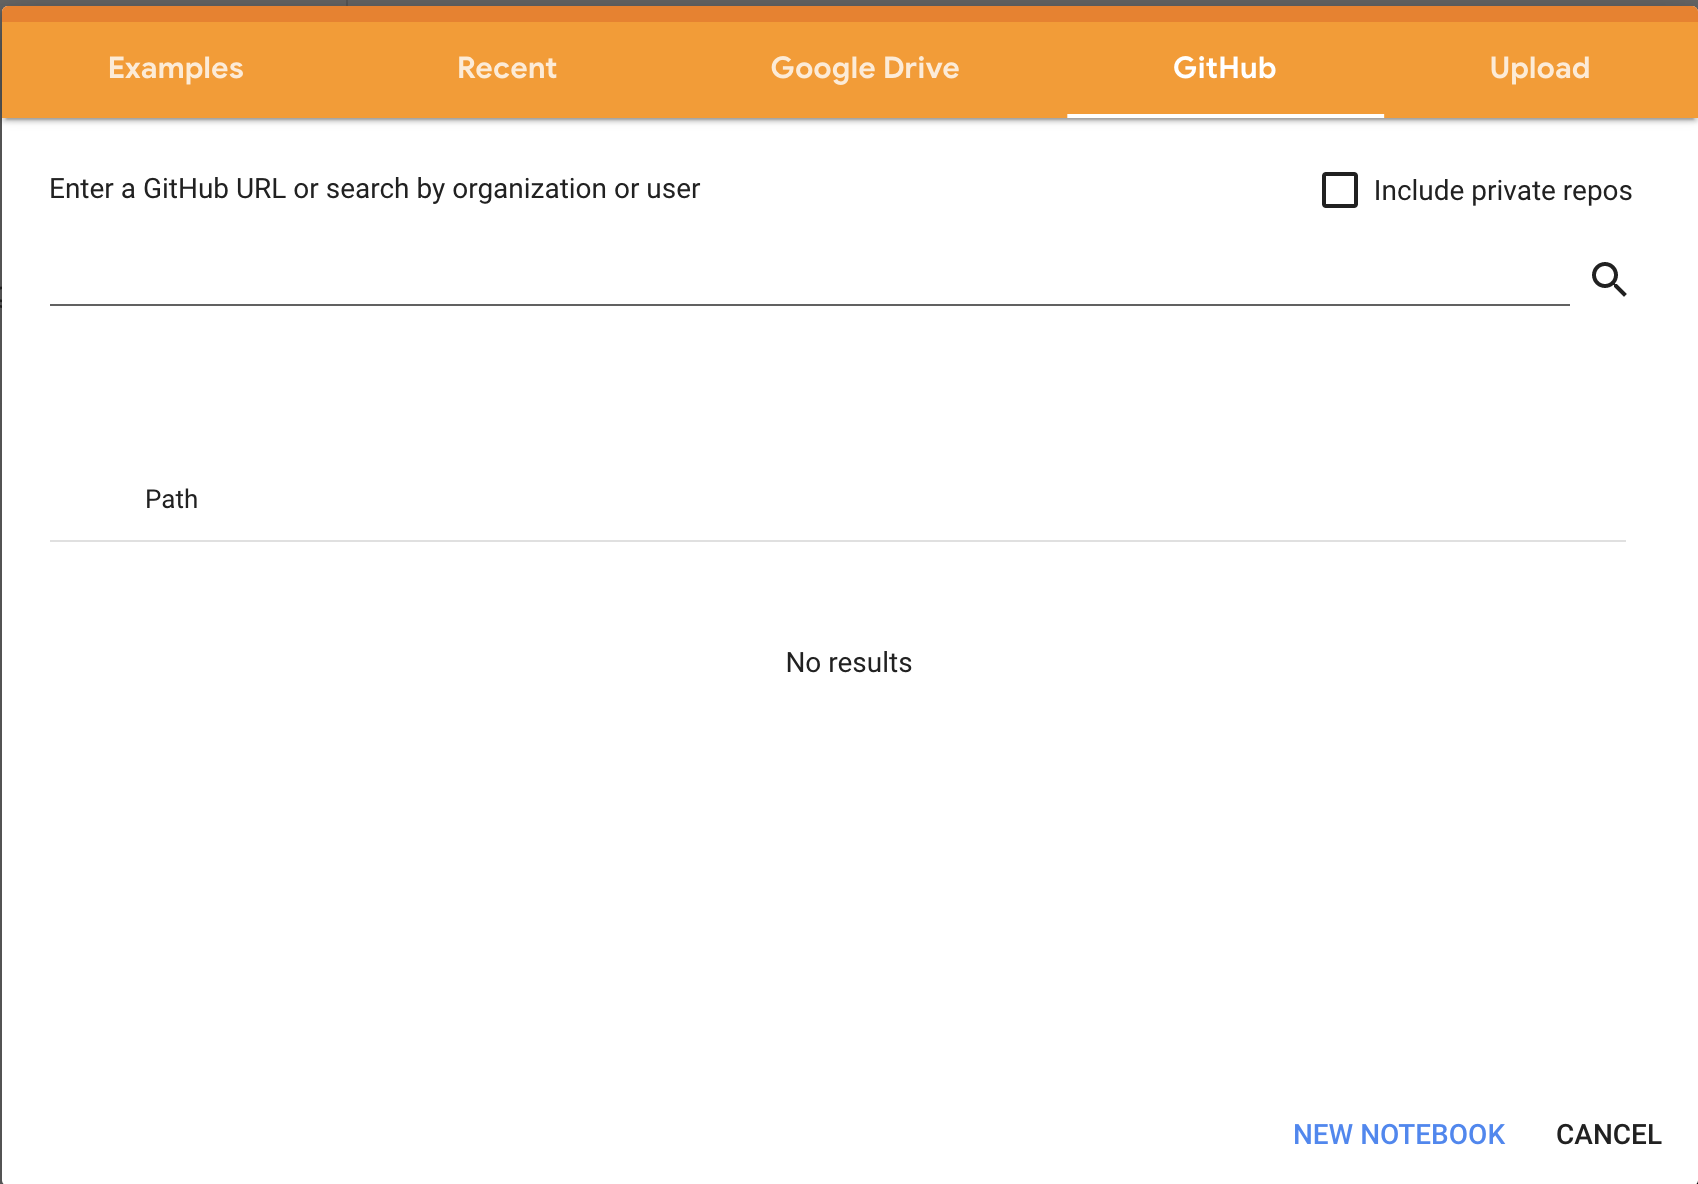 Examples Recent Google Drive GitHub Upload
Enter a GitHub URL or search by organization or user
Include private repos
Path
No results
NEW NOTEBOOK CANCEL